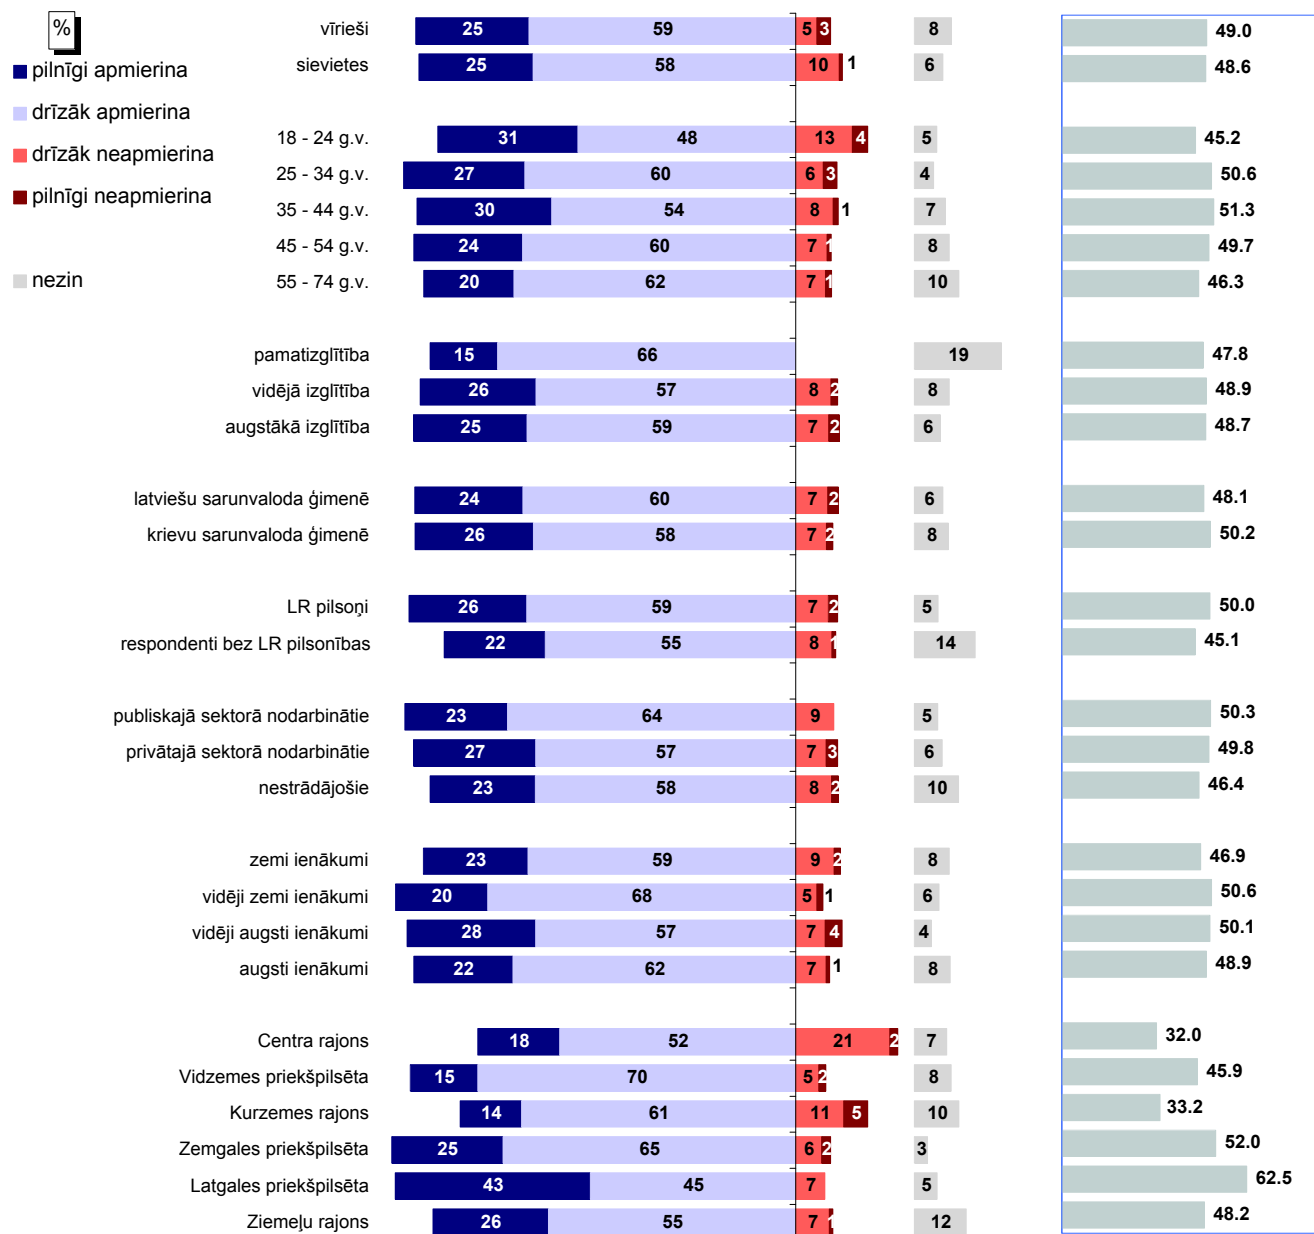 %
pilnīgi apmierina
drīzāk apmierina
drīzāk neapmierina
pilnīgi neapmierina
nezin
vīrieši 25 59 5 3 8 49.0
sievietes 25 58 10 1 6 48.6
18 - 24 g.v. 31 48 13 4 5 45.2
25 - 34 g.v. 27 60 6 3 4 50.6
35 - 44 g.v. 30 54 8 1 7 51.3
45 - 54 g.v. 24 60 7 1 8 49.7
55 - 74 g.v. 20 62 7 1 10 46.3
pamatizglītība 15 66 19 47.8
vidējā izglītība 26 57 8 2 8 48.9
augstākā izglītība 25 59 7 2 6 48.7
latviešu sarunvaloda ģimenē 24 60 7 2 6 48.1
krievu sarunvaloda ģimenē 26 58 7 2 8 50.2
LR pilsoņi 26 59 7 2 5 50.0
respondenti bez LR pilsonības 22 55 8 1 14 45.1
publiskajā sektorā nodarbinātie 23 64 9 5 50.3
privātajā sektorā nodarbinātie 27 57 7 3 6 49.8
nestrādājošie 23 58 8 2 10 46.4
zemi ienākumi 23 59 9 2 8 46.9
vidēji zemi ienākumi 20 68 5 1 6 50.6
vidēji augsti ienākumi 28 57 7 4 4 50.1
augsti ienākumi 22 62 7 1 8 48.9
Centra rajons 18 52 21 2 7 32.0
Vidzemes priekšpilsēta 15 70 5 2 8 45.9
Kurzemes rajons 14 61 11 5 10 33.2
Zemgales priekšpilsēta 25 65 6 2 3 52.0
Latgales priekšpilsēta 43 45 7 5 62.5
Ziemeļu rajons 26 55 7 1 12 48.2